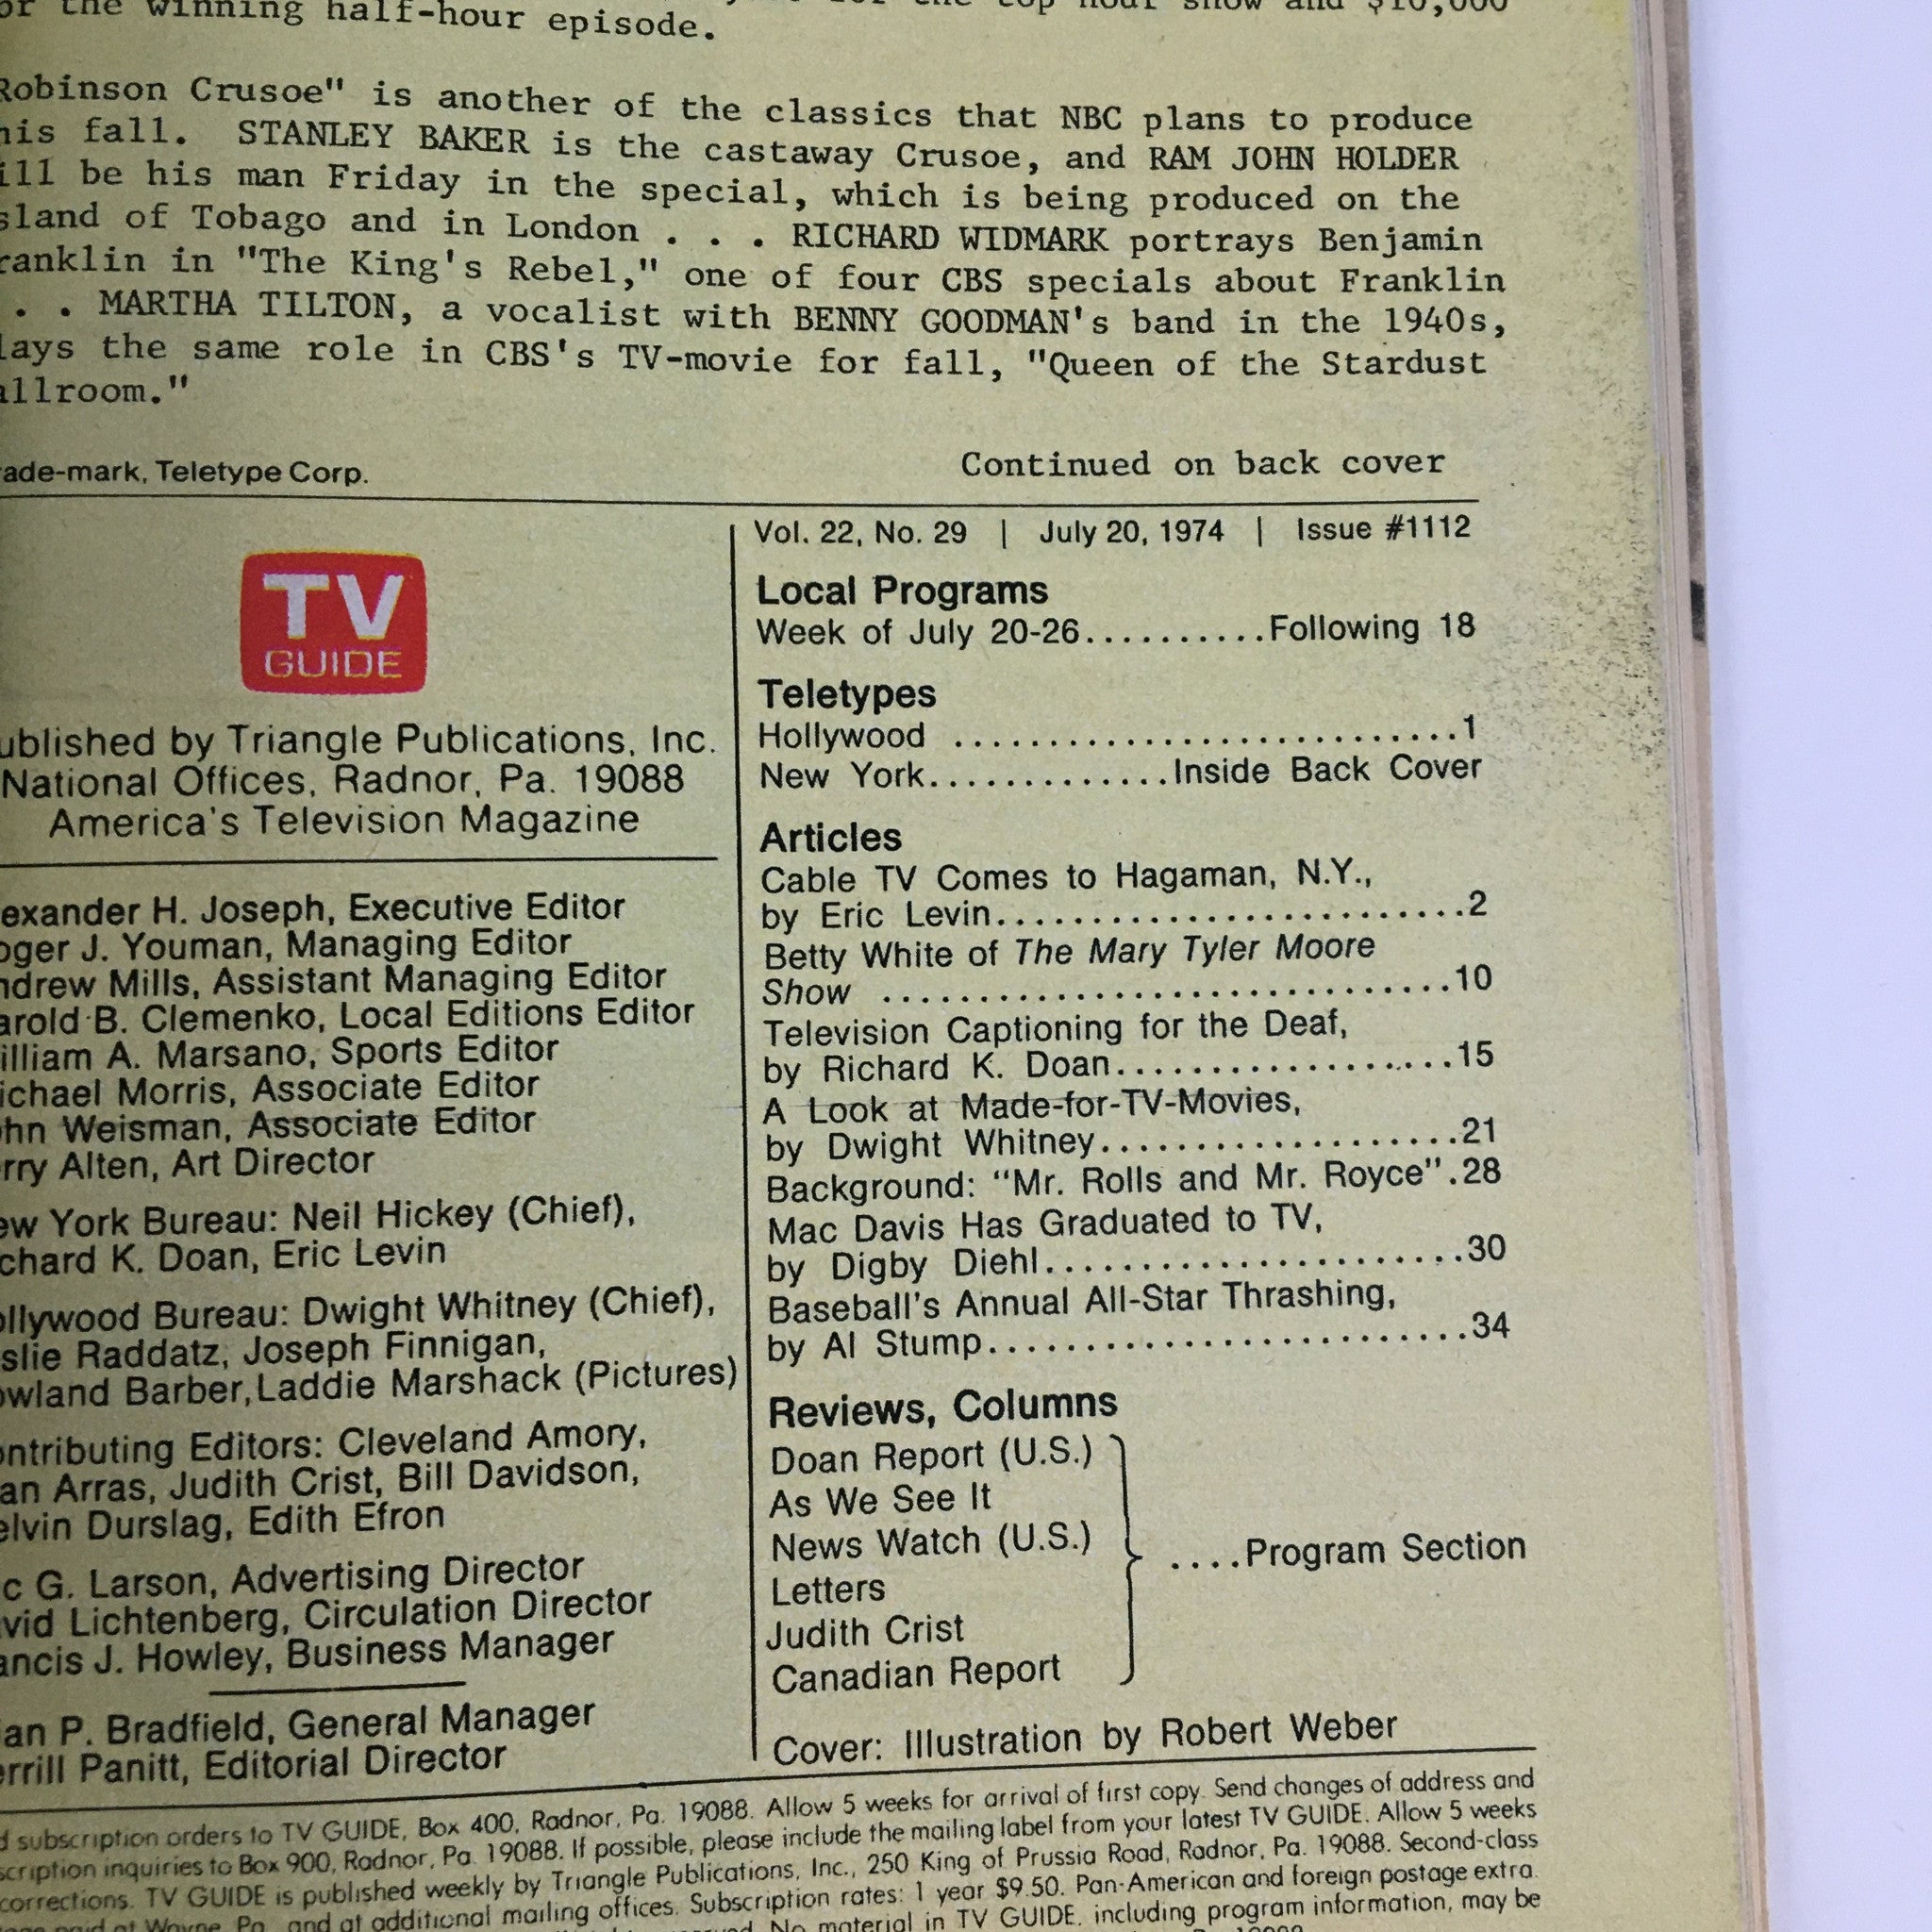 the winning half-hour episode.
Robinson Crusoe" is another of the classics that NBC plans to produce
his fall. STANLEY BAKER is the castaway Crusoe, and RAM JOHN HOLDER
ill be his man Friday in the special, which is being produced on the
sland of Tobago and in London . . . RICHARD WIDMARK portrays Benjamin
ranklin in "The King's Rebel," one of four CBS specials about Franklin
. . MARTHA TILTON, a vocalist with BENNY GOODMAN's band in the 1940s,
lays the same role in CBS's TV-movie for fall, "Queen of the Stardust
allroom."
ade-mark, Teletype Corp.
Continued on back cover
TV
GUIDE
ublished by Triangle Publications, Inc.
National Offices, Radnor, Pa. 19088
America's Television Magazine
exander H. Joseph, Executive Editor
oger J. Youman, Managing Editor
ndrew Mills, Assistant Managing Editor
arold B. Clemenko, Local Editions Editor
illiam A. Marsano, Sports Editor
ichael Morris, Associate Editor
ohn Weisman, Associate Editor
rry Alten, Art Director
ew York Bureau: Neil Hickey (Chief),
chard K. Doan, Eric Levin
ollywood Bureau: Dwight Whitney (Chief),
slie Raddatz, Joseph Finnigan,
owland Barber, Laddie Marshack (Pictures)
ontributing Editors: Cleveland Amory,
an Arras, Judith Crist, Bill Davidson,
elvin Durslag, Edith Efron
c G. Larson, Advertising Director
vid Lichtenberg, Circulation Director
ancis J. Howley, Business Manager
an P. Bradfield, General Manager
errill Panitt, Editorial Director
Vol. 22, No. 29 | July 20, 1974 | Issue #1112
Local Programs
Week of July 20-26..........Following 18
Teletypes
Hollywood ...........................1
New York.............Inside Back Cover
Articles
Cable TV Comes to Hagaman, N.Y.,
by Eric Levin.........................2
Betty White of The Mary Tyler Moore
Show ..............................10
Television Captioning for the Deaf,
by Richard K. Doan..................15
A Look at Made-for-TV-Movies,
by Dwight Whitney...................21
Background: "Mr. Rolls and Mr. Royce".28
Mac Davis Has Graduated to TV,
by Digby Diehl......................30
Baseball's Annual All-Star Thrashing,
by Al Stump.........................34
Reviews, Columns
Doan Report (U.S.)
As We See It
News Watch (U.S.)
Letters
Judith Crist
Canadian Report
....Program Section
Cover: Illustration by Robert Weber
d subscription orders to TV GUIDE, Box 400, Radnor, Pa. 19088. Allow 5 weeks for arrival of first copy. Send changes of address and
scription inquiries to Box 900, Radnor, Pa. 19088. If possible, please include the mailing label from your latest TV GUIDE. Allow 5 weeks
corrections. TV GUIDE is published weekly by Triangle Publications, Inc., 250 King of Prussia Road, Radnor, Pa. 19088. Second-class
paid at Wayne, Pa. and at additional mailing offices. Subscription rates: 1 year $9.50. Pan-American and foreign postage extra.
No material in TV GUIDE, including program information, may be